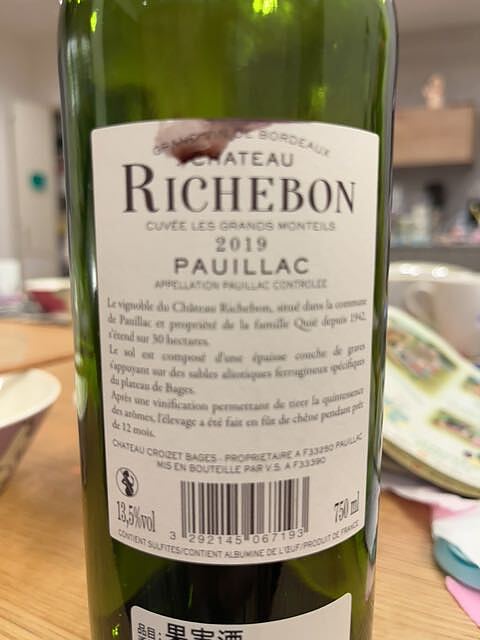 GRAND VIN DE BORDEAUX
CHATEAU
RICHEBON
CUVÉE LES GRANDS MONTEILS
2019
PAUILLAC
APPELLATION PAUILLAC CONTRÔLÉE
Le vignoble du Château Richebon, situé dans la commune
de Pauillac et propriété de la famille Quié depuis 1942,
s'étend sur 30 hectares.
Le sol est composé d'une épaisse couche de graves
s'appuyant sur des sables aliotiques ferrugineux spécifiques
du plateau de Bages.
Après une vinification permettant de tirer la quintessence
des arômes, l'élevage a été fait en fût de chêne pendant près
de 12 mois.
CHATEAU CROIZET BAGES - PROPRIETAIRE A F33250 PAUILLAC
MIS EN BOUTEILLE PAR V.S. A F33390
13,5%vol
750 ml
3 292145 067193
CONTIENT SULFITES/CONTIENT ALBUMINE DE L'ŒUF/PRODUIT DE FRANCE
品目: 果実酒